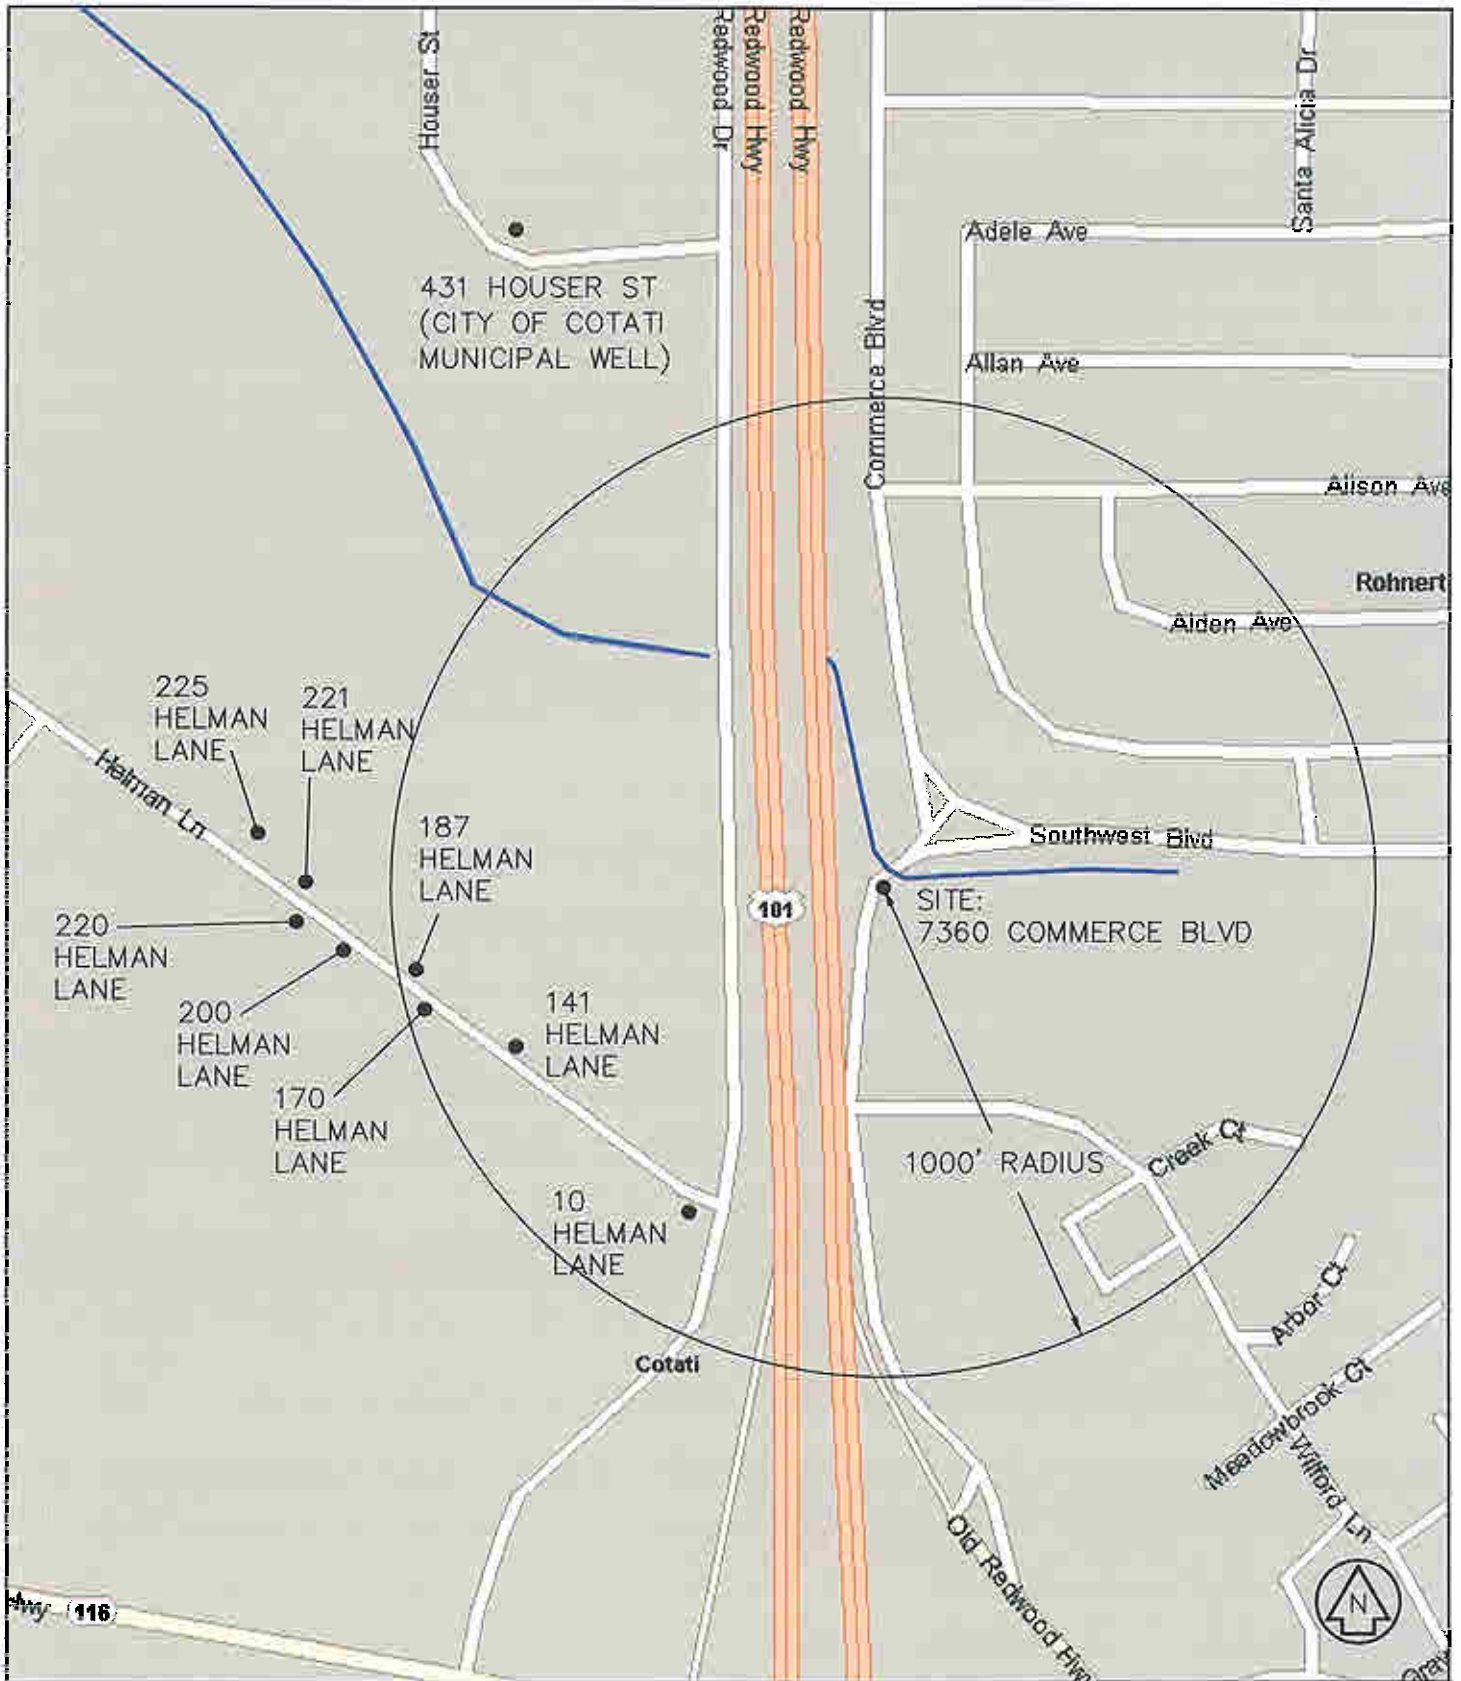 Houser St
Redwood Dr
Redwood Hwy
Redwood Hwy
Santa Alicia Dr
Adele Ave
431 HOUSER ST
(CITY OF COTATI
MUNICIPAL WELL)
Commerce Blvd
Allan Ave
Alison Ave
Rohnert
Alden Ave
225
HELMAN
LANE
221
HELMAN
LANE
Helman Ln
187
HELMAN
LANE
Southwest Blvd
101
SITE:
7360 COMMERCE BLVD
220
HELMAN
LANE
200
HELMAN
LANE
141
HELMAN
LANE
170
HELMAN
LANE
1000' RADIUS
Creek Ct
10
HELMAN
LANE
Arbor Ct
Cotati
Meadowbrook Ct
Wilford Ln
Old Redwood Hwy
Hwy 116
N